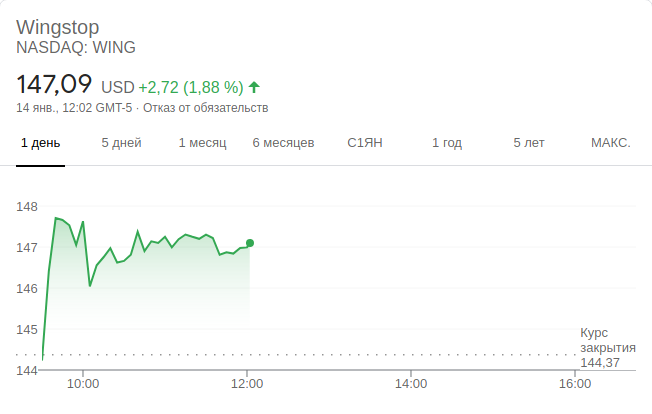 Wingstop
NASDAQ: WING
147,09 USD +2,72 (1,88 %)
14 янв., 12:02 GMT-5 · Отказ от обязательств
1 день 5 дней 1 месяц 6 месяцев С1ЯН 1 год 5 лет МАКС.
148
147
146
145
Курс
закрытия
144,37
144
10:00 12:00 14:00 16:00